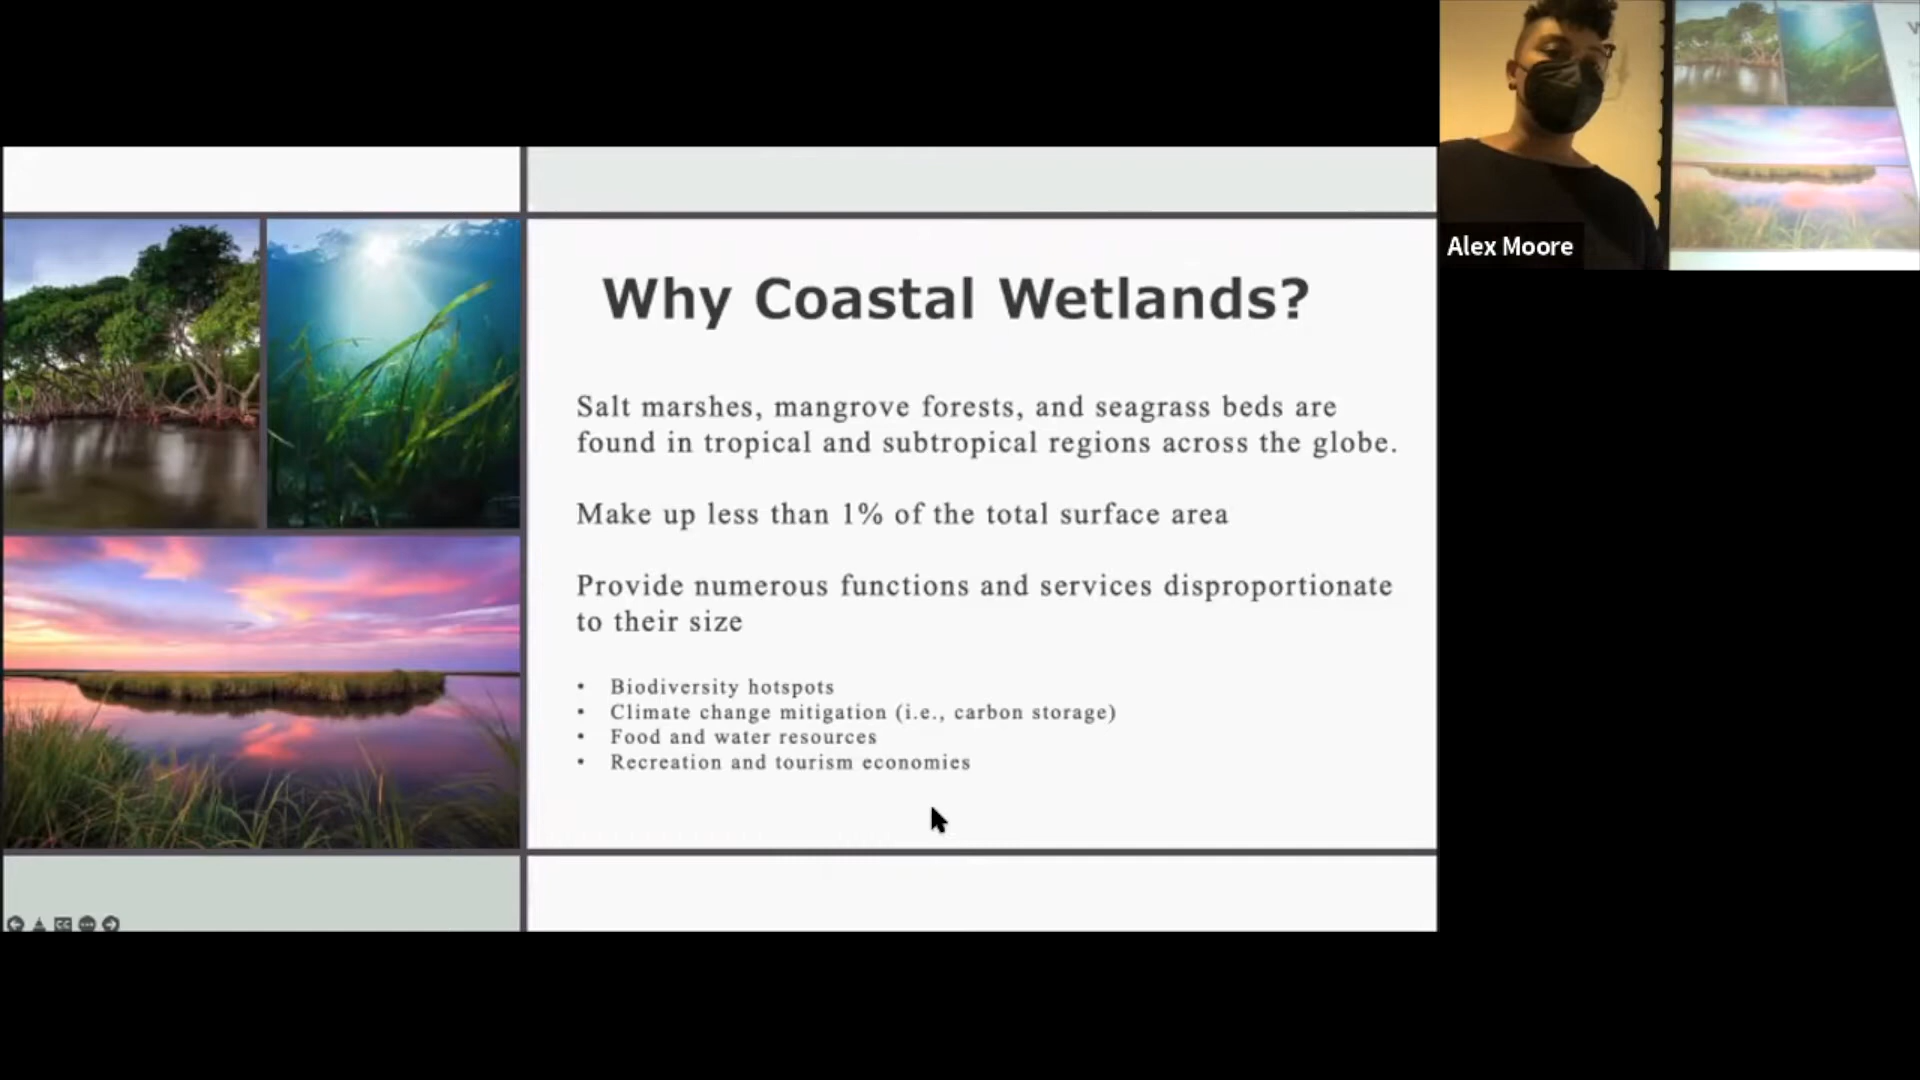 Why Coastal Wetlands?
Salt marshes, mangrove forests, and seagrass beds are
found in tropical and subtropical regions across the globe.
Make up less than 1% of the total surface area
Provide numerous functions and services disproportionate
to their size
• Biodiversity hotspots
• Climate change mitigation (i.e., carbon storage)
• Food and water resources
• Recreation and tourism economies
Alex Moore